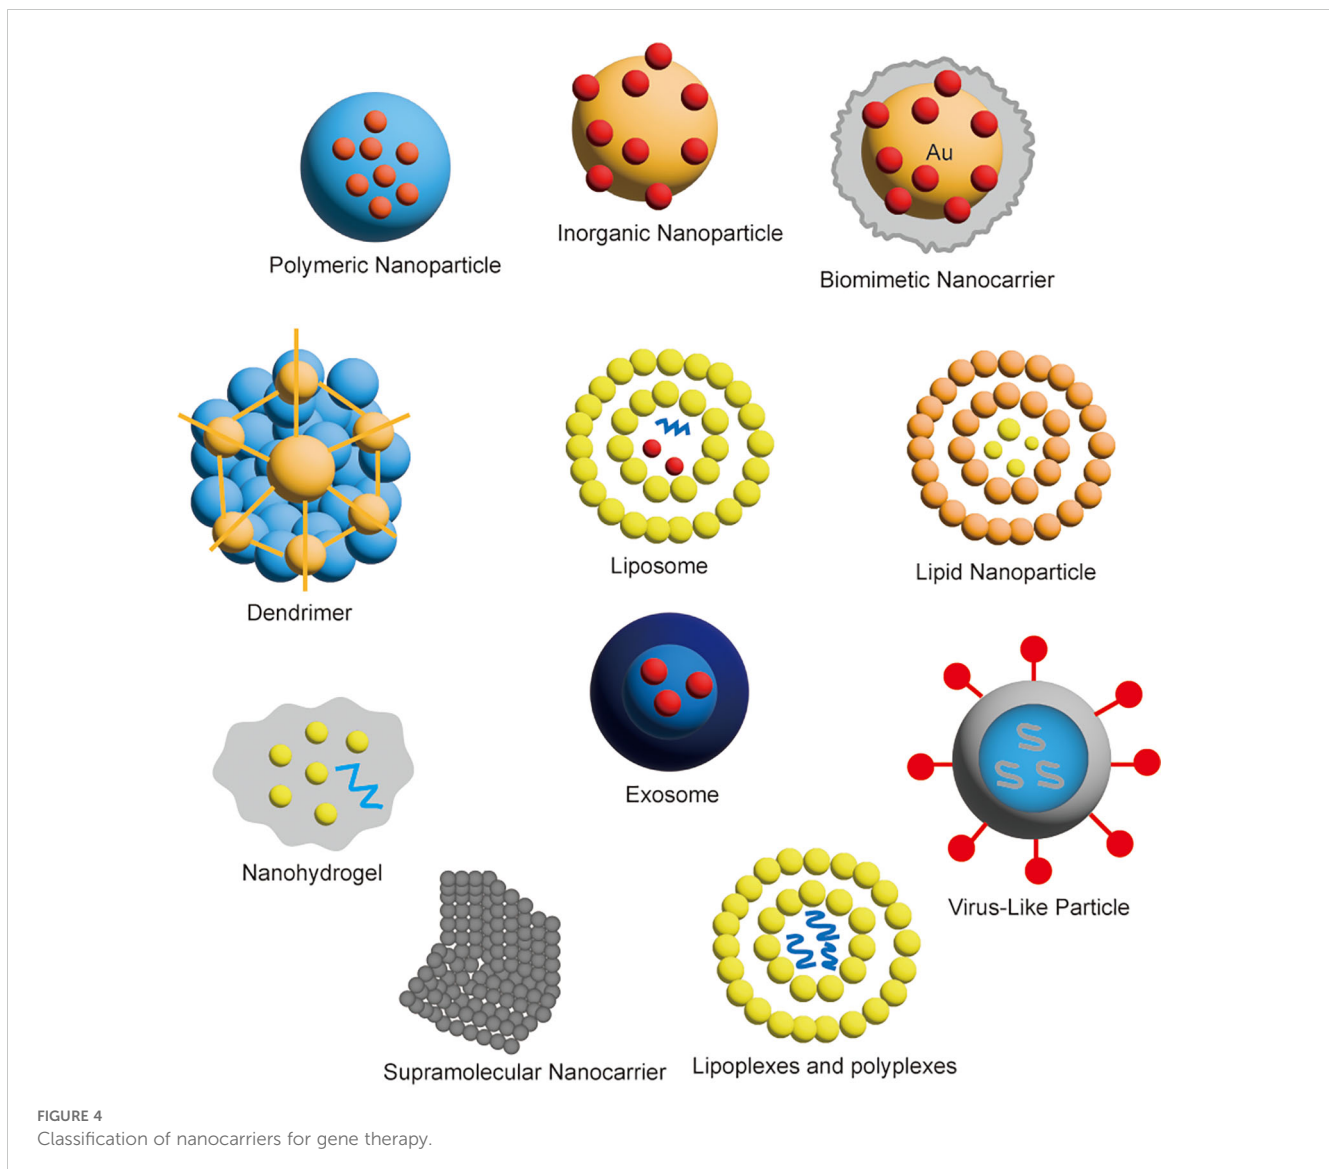 Au
Inorganic Nanoparticle
Polymeric Nanoparticle
Biomimetic Nanocarrier
Liposome
Lipid Nanoparticle
Dendrimer
Exosome
Nanohydrogel
Virus-Like Particle
Supramolecular Nanocarrier
Lipoplexes and polyplexes
FIGURE 4
Classification of nanocarriers for gene therapy.